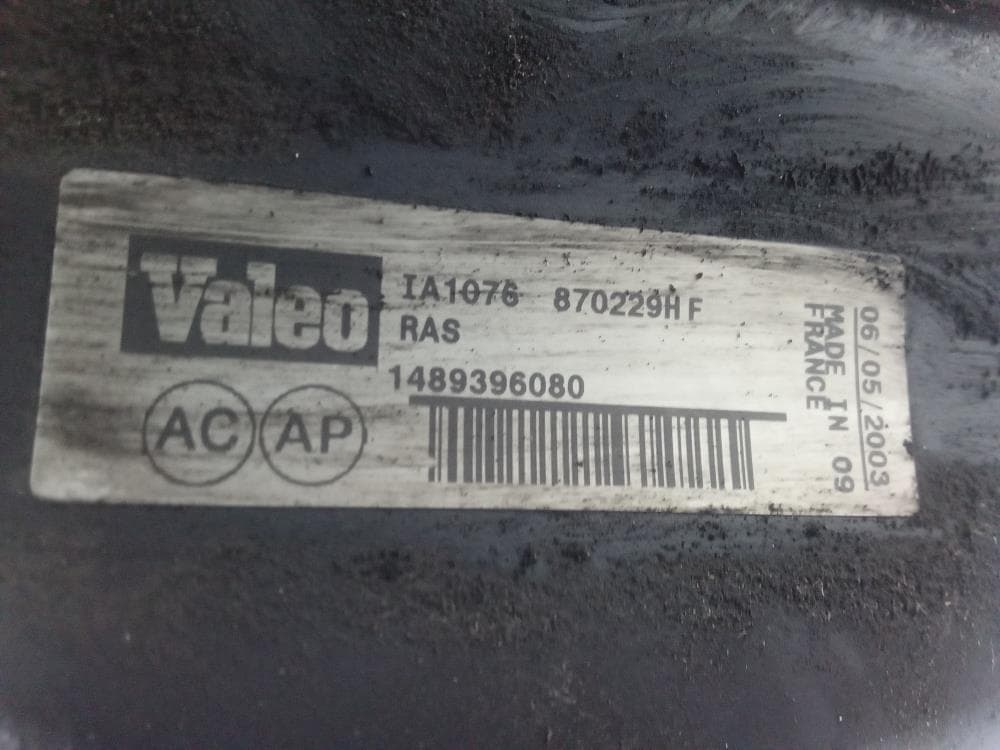 Valeo
IA1076 870229H F
RAS
1489396080
AC AP
06/05/2003
MADE IN 09
FRANCE